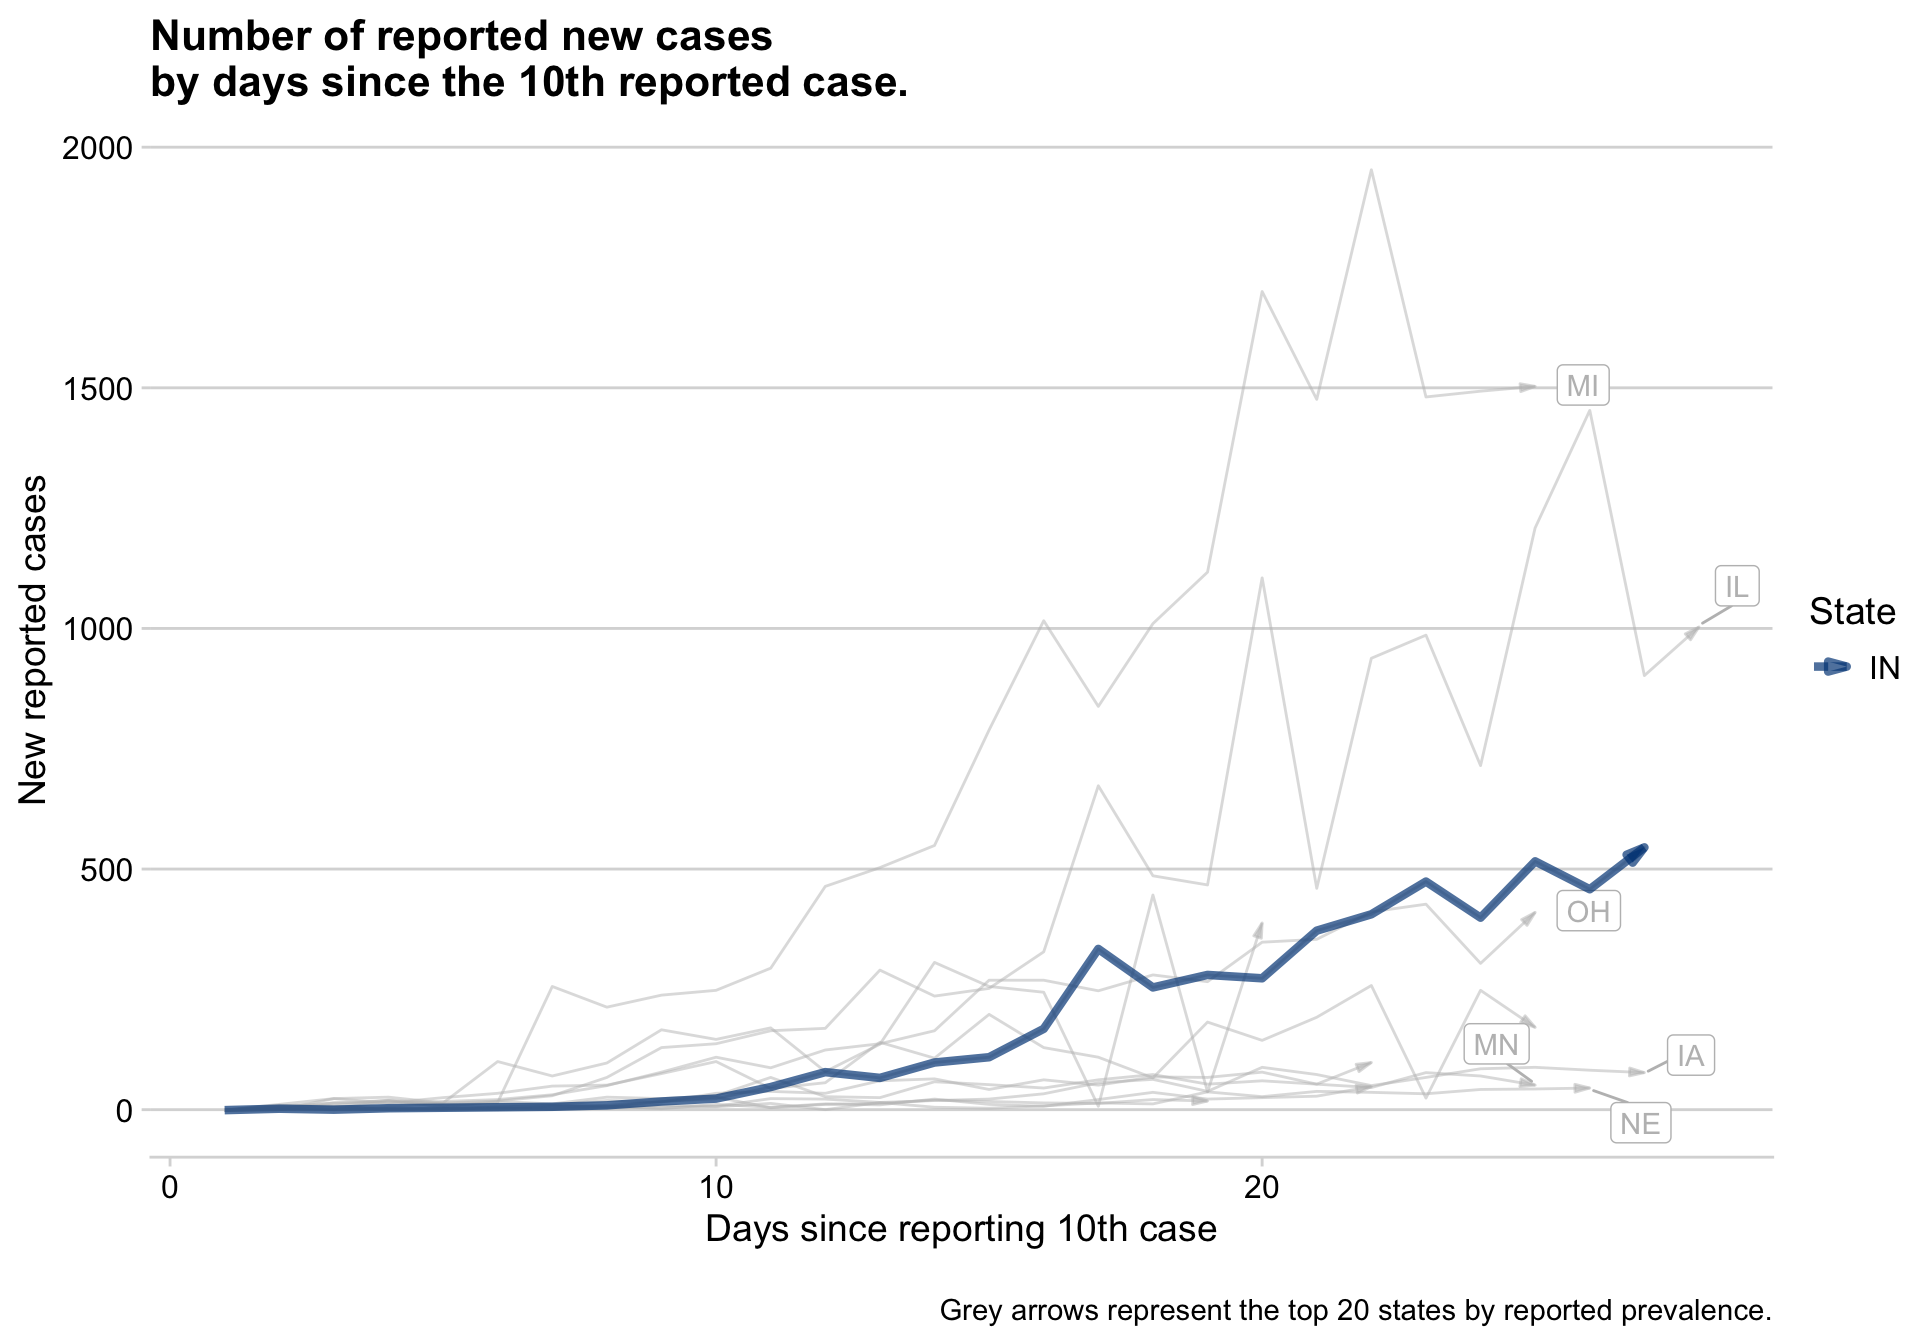 Number of reported new cases
by days since the 10th reported case.
2000
1500
1000
500
0
New reported cases
MI
IL
OH
MN
IA
NE
State
IN
0 10 20
Days since reporting 10th case
Grey arrows represent the top 20 states by reported prevalence.